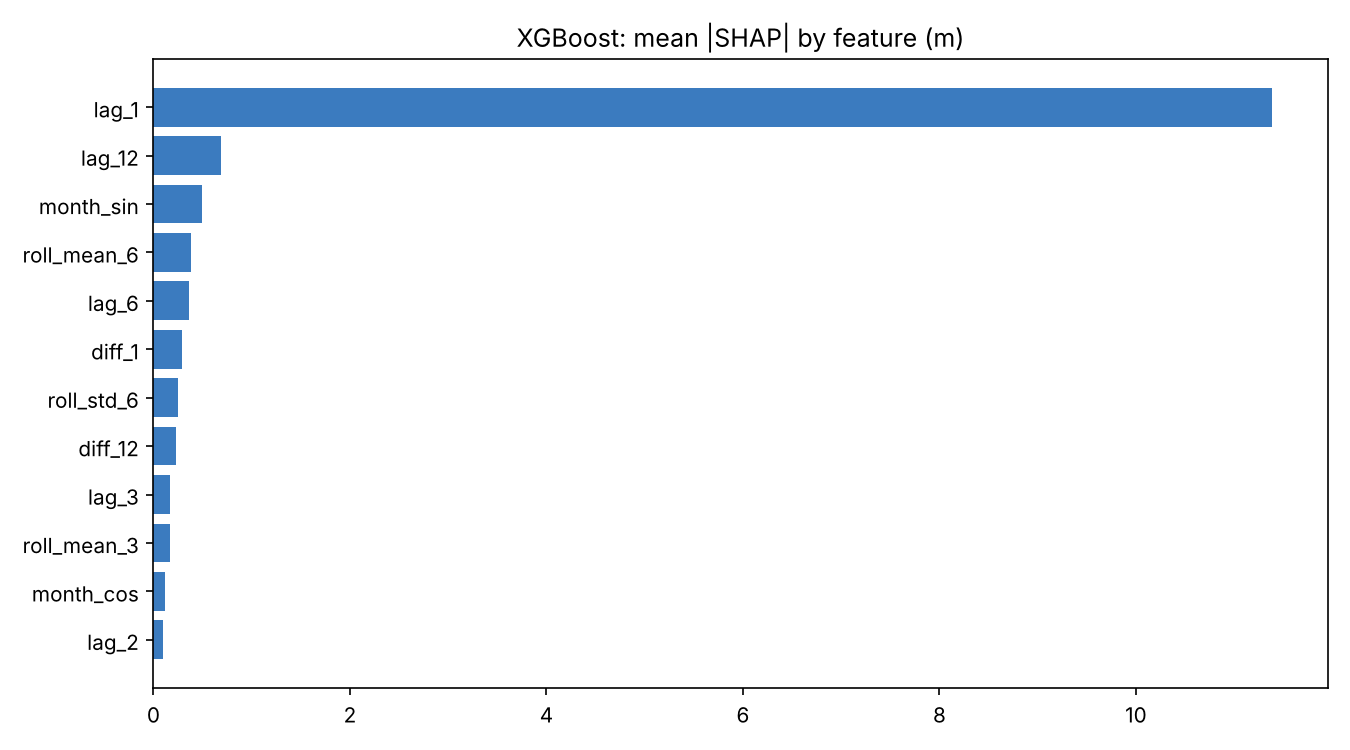 XGBoost: mean |SHAP| by feature (m)
lag_1
lag_12
month_sin
roll_mean_6
lag_6
diff_1
roll_std_6
diff_12
lag_3
roll_mean_3
month_cos
lag_2
0 2 4 6 8 10